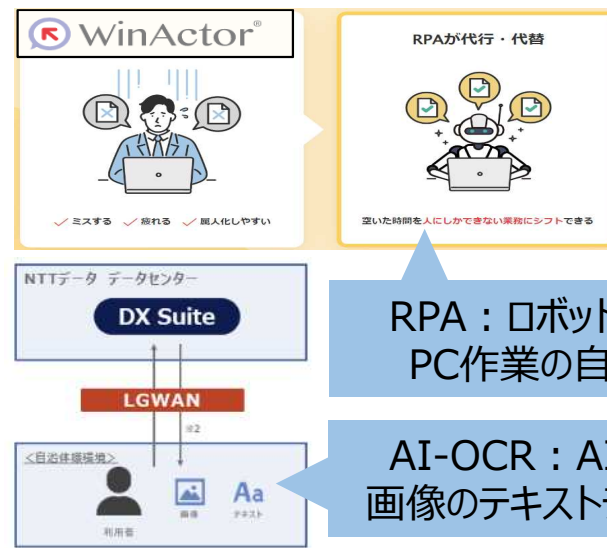 WinActor®
RPAが代行・代替
ミスする 疲れる 属人化しやすい
空いた時間を人にしかできない業務にシフトできる
NTTデータ データセンター
DX Suite
LGWAN
※2
<自治体様環境>
利用者
画像
Aa
テキスト
RPA：ロボット
PC作業の自
AI-OCR：AI
画像のテキスト